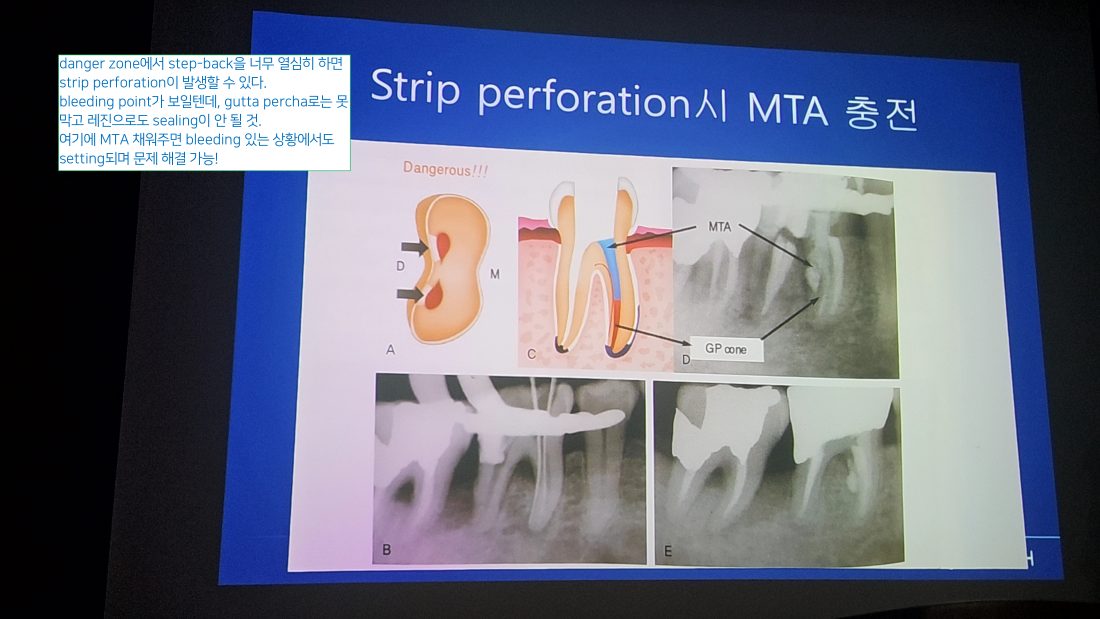 danger zone에서 step-back을 너무 열심히 하면
strip perforation이 발생할 수 있다.
bleeding point가 보일텐데, gutta percha로는 못
막고 레진으로도 sealing이 안 될 것.
여기에 MTA 채워주면 bleeding 있는 상황에서도
setting되며 문제 해결 가능!
Strip perforation시 MTA 충전
Dangerous!!!
D
M
A
C
MTA
D
GP cone
B
E
H